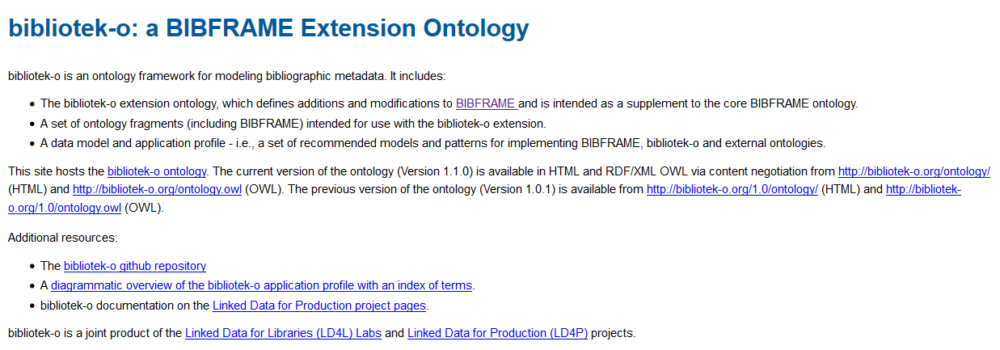 bibliotek-o: a BIBFRAME Extension Ontology
bibliotek-o is an ontology framework for modeling bibliographic metadata. It includes:
• The bibliotek-o extension ontology, which defines additions and modifications to BIBFRAME and is intended as a supplement to the core BIBFRAME ontology.
• A set of ontology fragments (including BIBFRAME) intended for use with the bibliotek-o extension.
• A data model and application profile - i.e., a set of recommended models and patterns for implementing BIBFRAME, bibliotek-o and external ontologies.
This site hosts the bibliotek-o ontology. The current version of the ontology (Version 1.1.0) is available in HTML and RDF/XML OWL via content negotiation from http://bibliotek-o.org/ontology/
(HTML) and http://bibliotek-o.org/ontology.owl (OWL). The previous version of the ontology (Version 1.0.1) is available from http://bibliotek-o.org/1.0/ontology/ (HTML) and http://bibliotek-
o.org/1.0/ontology.owl (OWL).
Additional resources:
• The bibliotek-o github repository
• A diagrammatic overview of the bibliotek-o application profile with an index of terms.
• bibliotek-o documentation on the Linked Data for Production project pages.
bibliotek-o is a joint product of the Linked Data for Libraries (LD4L) Labs and Linked Data for Production (LD4P) projects.